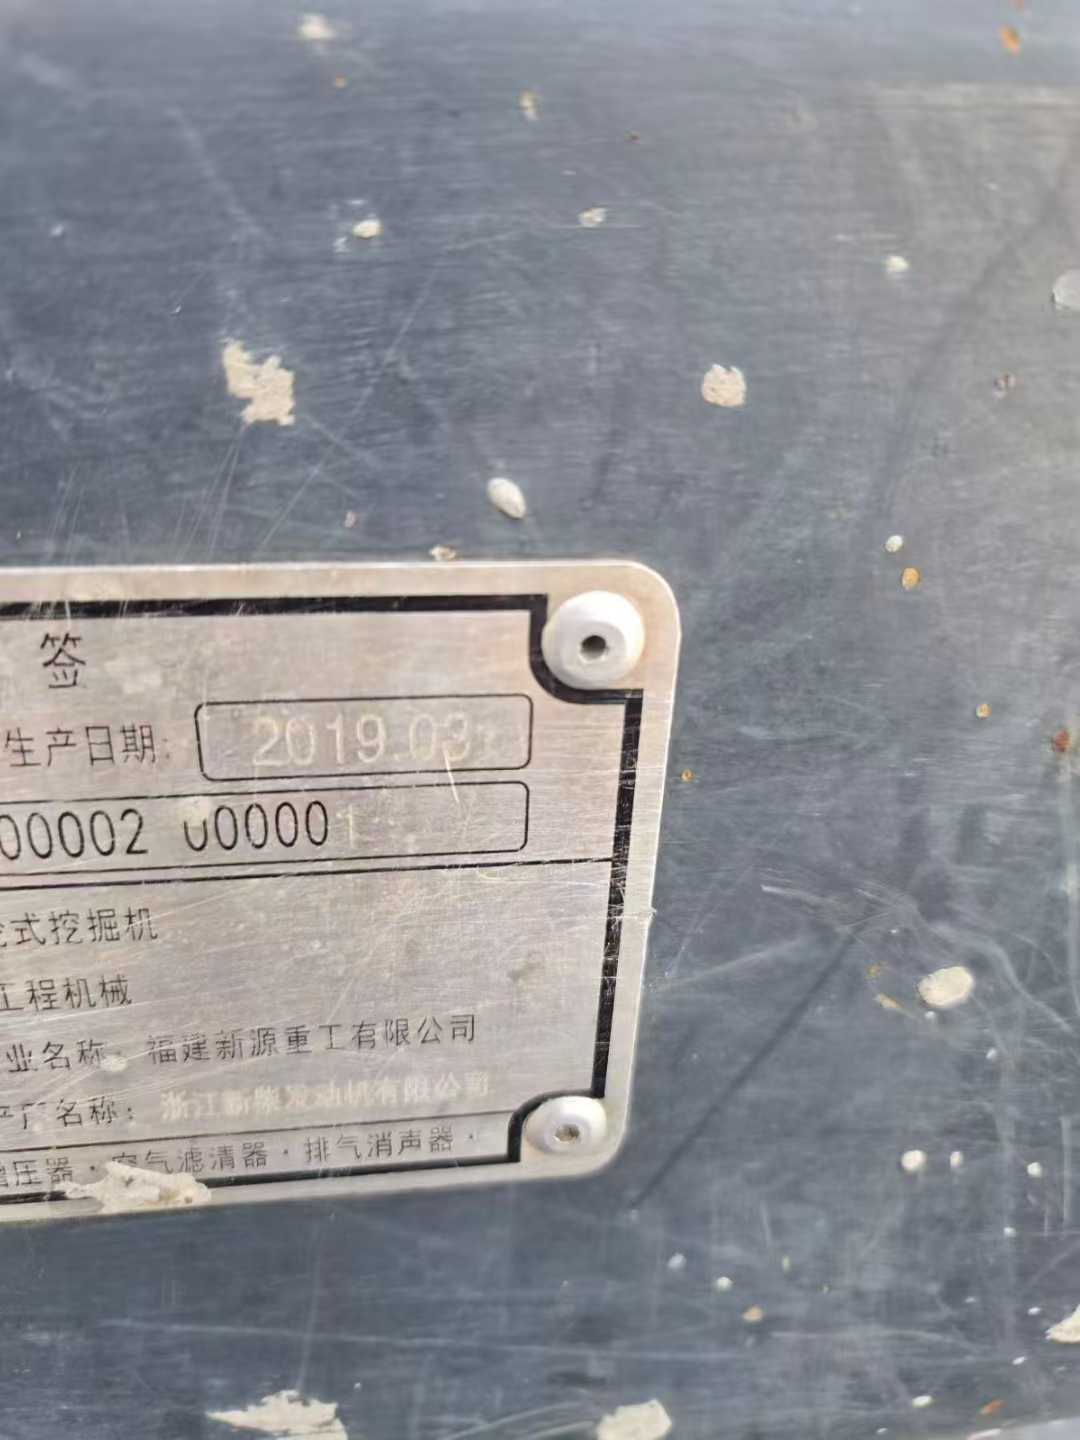 签
生产日期: 2019.03
00002 00000
式挖掘机
工程机械
业名称: 福建新源重工有限公司
名称: 浙江新柴发动机有限公司
增压器·空气滤清器·排气消声器·